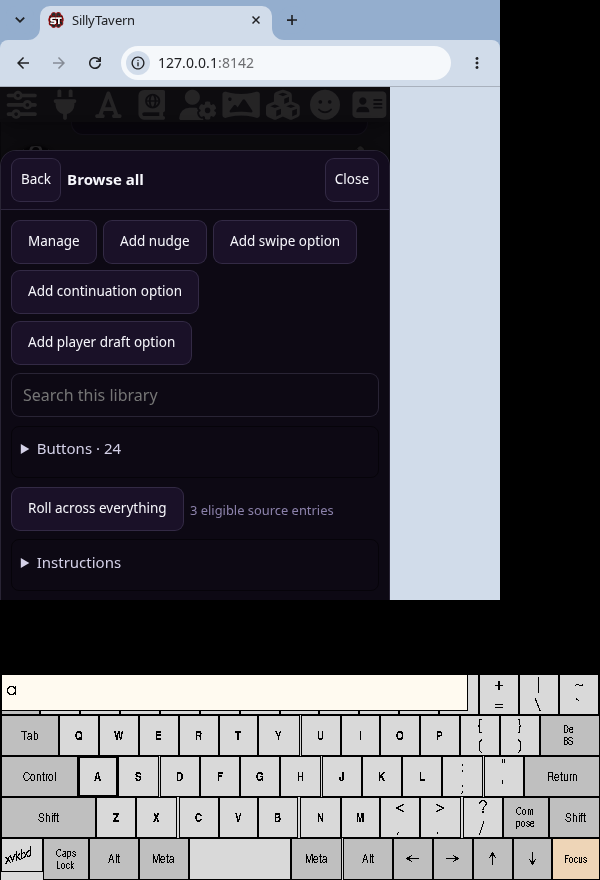 ST SillyTavern
127.0.0.1:8142
Back Browse all Close
Manage Add nudge Add swipe option
Add continuation option
Add player draft option
Search this library
Buttons · 24
Roll across everything 3 eligible source entries
Instructions
a
+ | ~
= \ `
Tab Q W E R T Y U I O P { } De
[ ] BS
Control A S D F G H J K L : " Return
; '
Shift Z X C V B N M < > ? Com Shift
, . / pose
xvkbd Caps Alt Meta Meta Alt ← → ↑ ↓ Focus
Lock